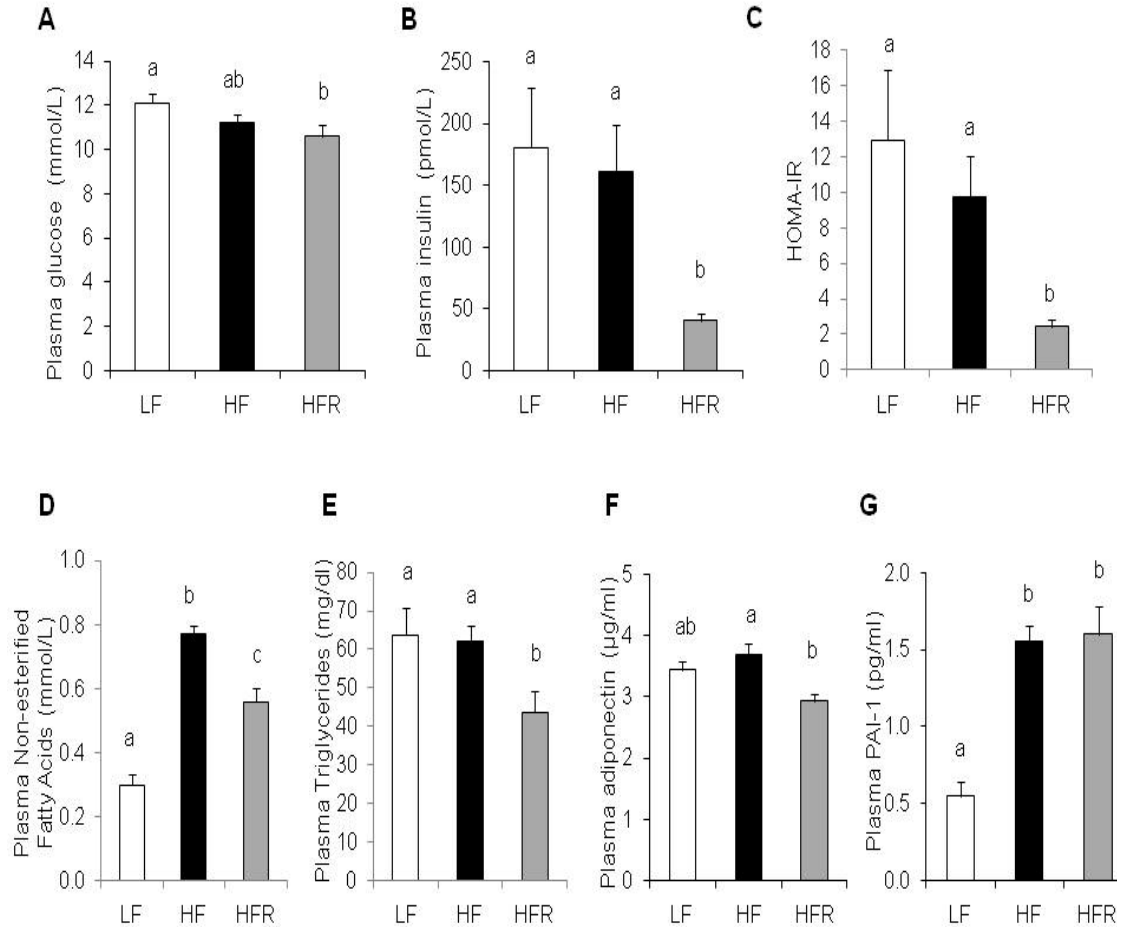 A
Plasma glucose (mmol/L)
14
12
10
8
6
4
2
0
a
ab
b
LF HF HFR
B
Plasma insulin (pmol/L)
250
200
150
100
50
0
a
a
b
LF HF HFR
C
HOMA-IR
18
16
14
12
10
8
6
4
2
0
a
a
b
LF HF HFR
D
Plasma Non-esterified
Fatty Acids (mmol/L)
1.0
0.8
0.6
0.4
0.2
0.0
a
b
c
LF HF HFR
E
Plasma Triglycerides (mg/dl)
80
70
60
50
40
30
20
10
0
a
a
b
LF HF HFR
F
Plasma adiponectin (µg/ml)
5
4
3
2
1
0
ab
a
b
LF HF HFR
G
Plasma PAI-1 (pg/ml)
2.0
1.5
1.0
0.5
0.0
a
b
b
LF HF HFR